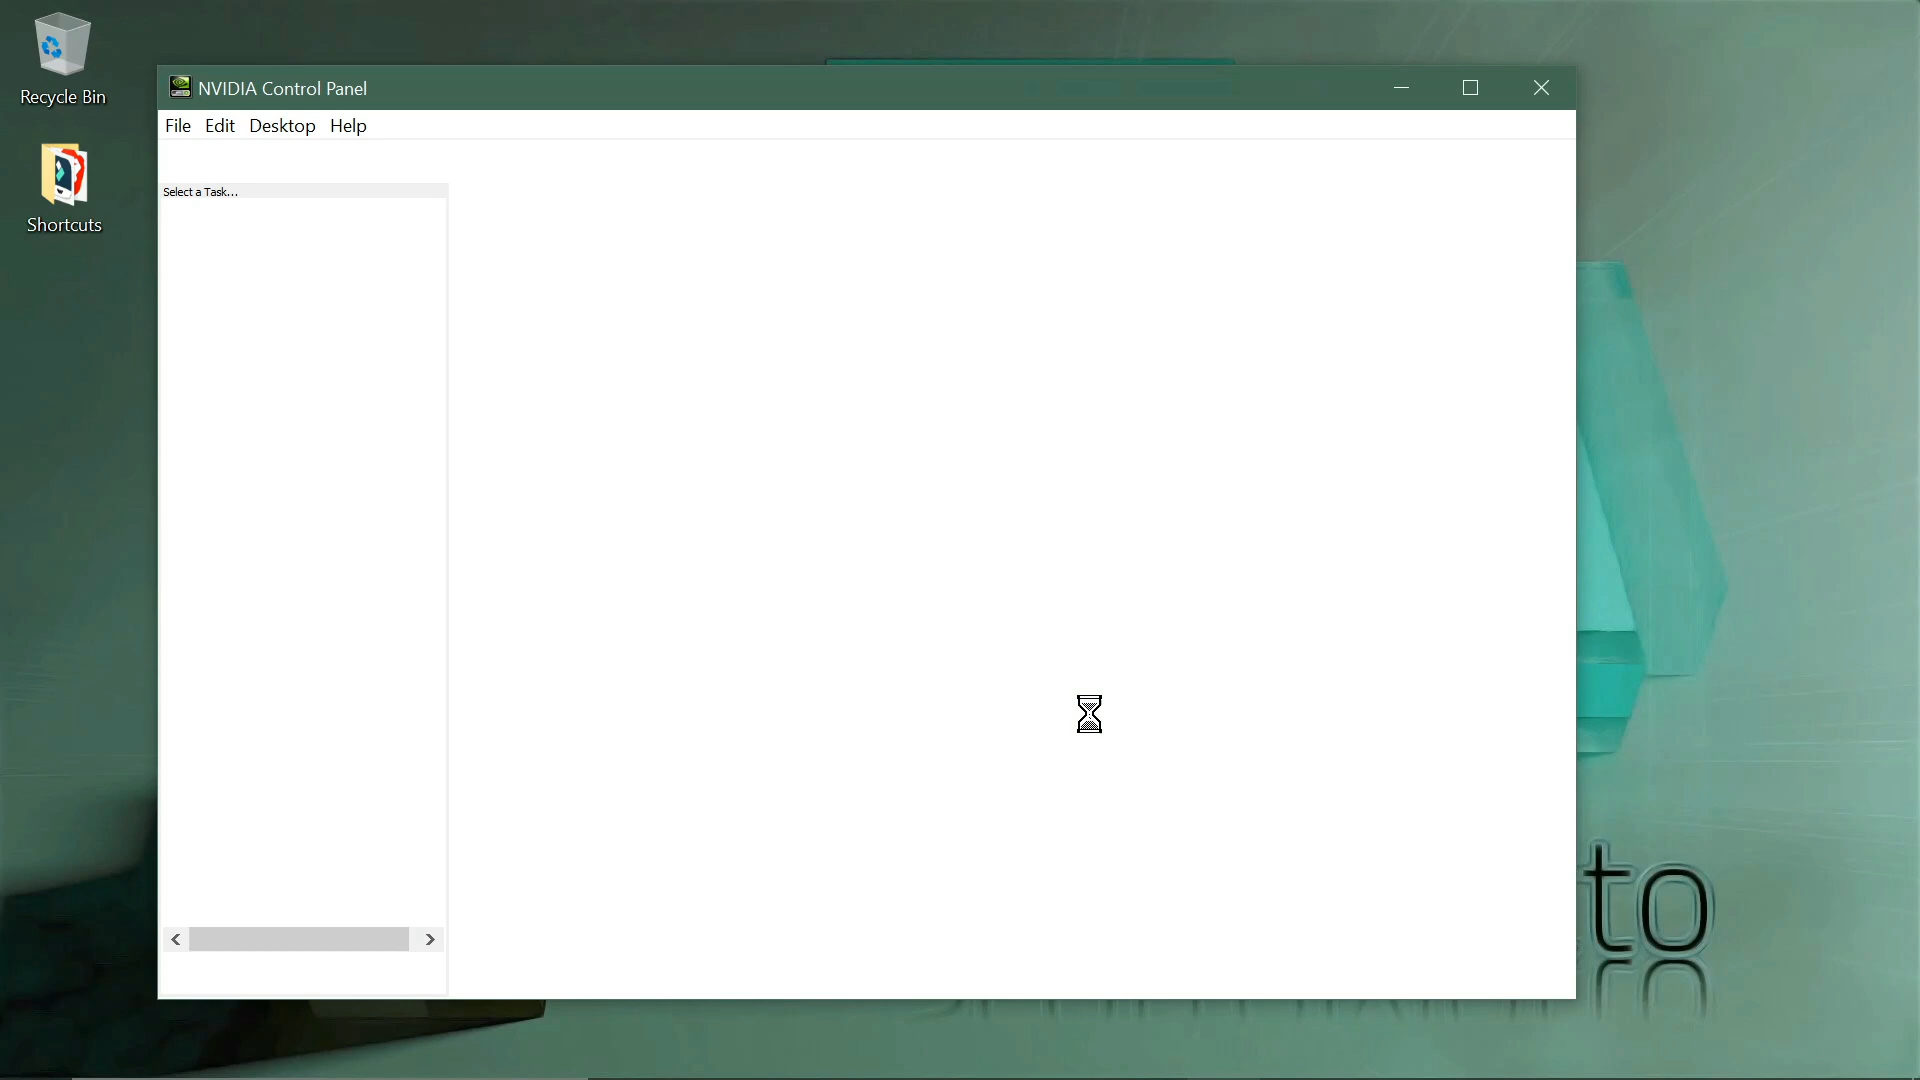 Recycle Bin
Shortcuts
NVIDIA Control Panel
File Edit Desktop Help
Select a Task...
to